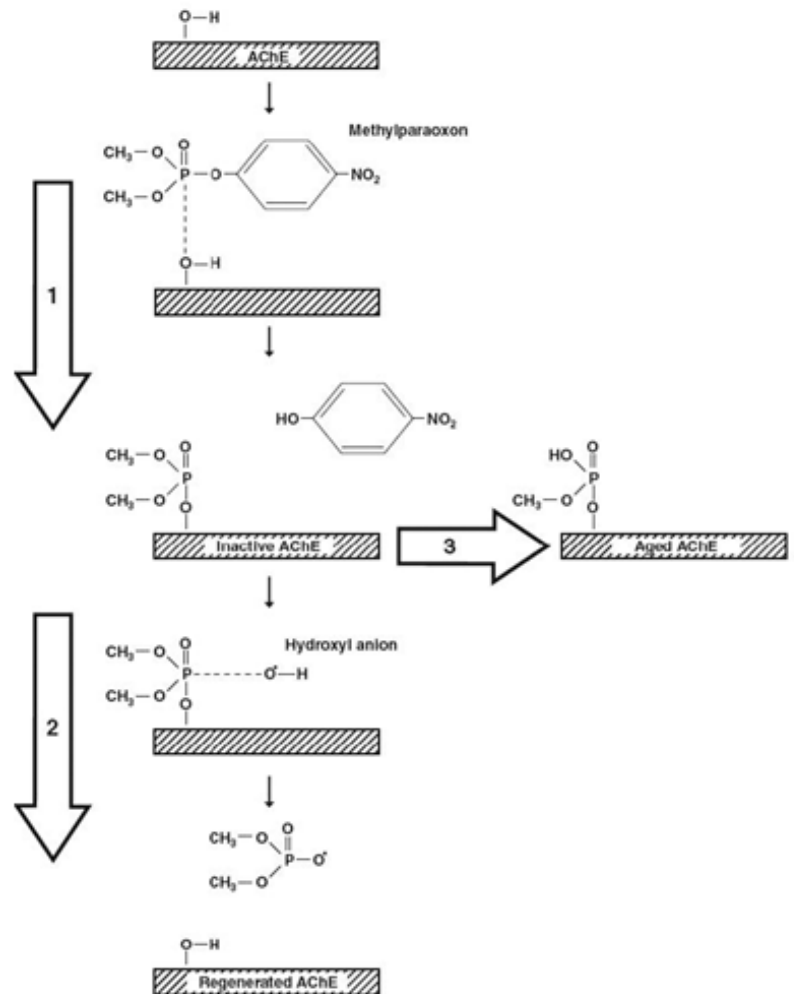 O—H
AChE
Methylparaoxon
O
CH₃—O
P—O
NO₂
CH₃—O
O—H
1
HO
NO₂
O
CH₃—O
P
CH₃—O
O
Inactive AChE
3
O
HO
P
CH₃—O
O
Aged AChE
Hydroxyl anion
O
CH₃—O
P
O—H
CH₃—O
O
2
O
CH₃—O
P—O
CH₃—O
O—H
Regenerated AChE